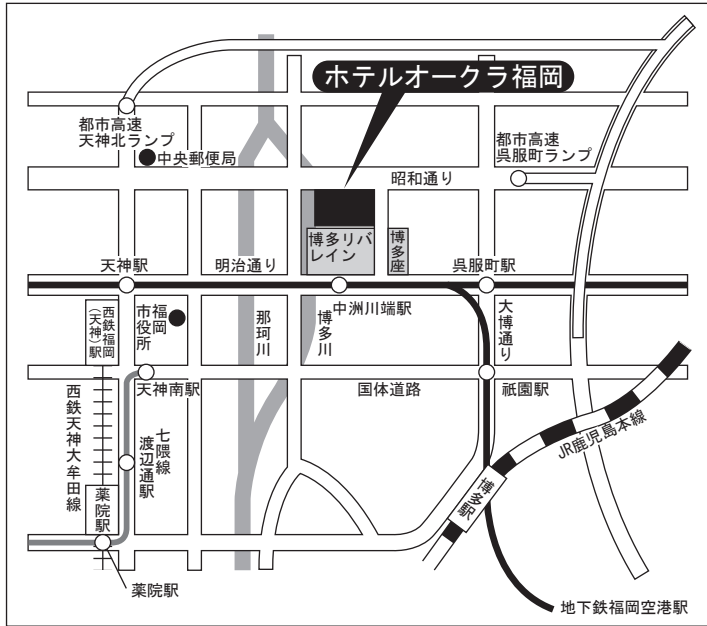 ホテルオークラ福岡
都市高速
天神北ランプ
中央郵便局
都市高速
呉服町ランプ
昭和通り
博多リバ
レイン
博多座
天神駅
明治通り
呉服町駅
中洲川端駅
西鉄福岡
(天神)駅
福岡
市役所
那珂川
博多川
大博通り
天神南駅
国体道路
祇園駅
西鉄天神大牟田線
七隈線
渡辺通駅
JR鹿児島本線
博多駅
薬院駅
薬院駅
地下鉄福岡空港駅